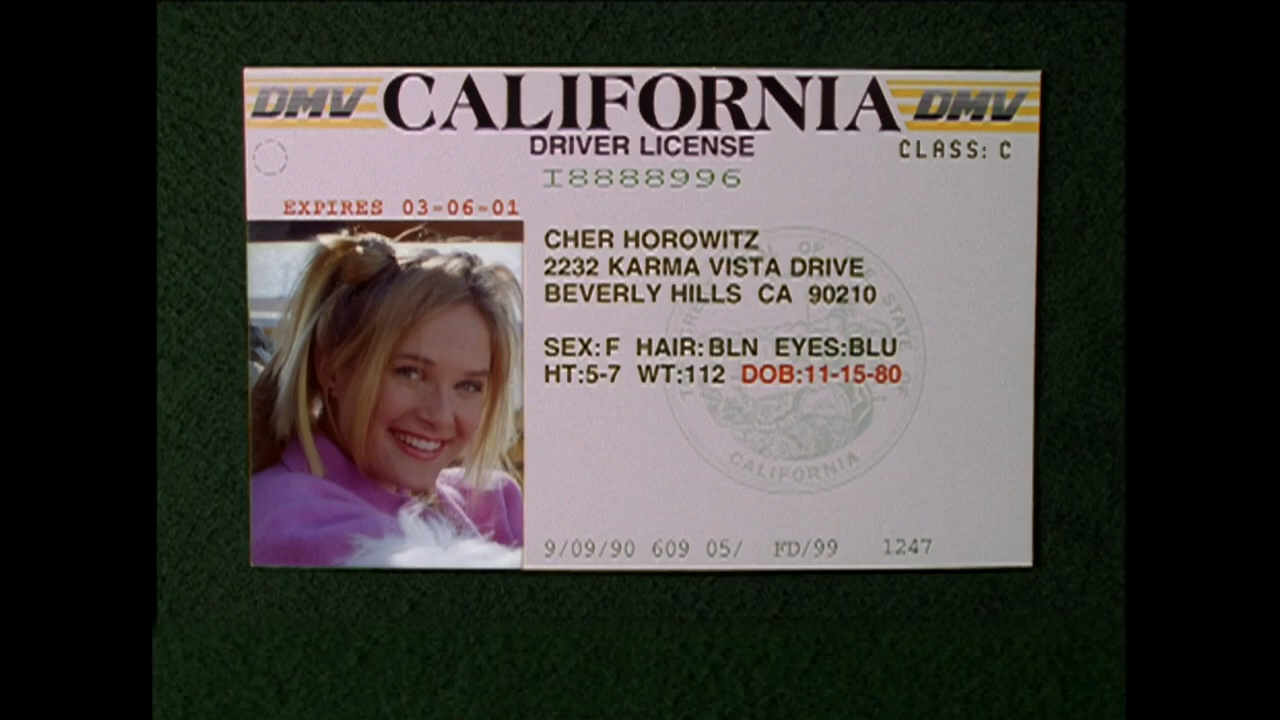 DMV CALIFORNIA DMV
DRIVER LICENSE
CLASS: C
I8888996
EXPIRES 03-06-01
CHER HOROWITZ
2232 KARMA VISTA DRIVE
BEVERLY HILLS CA 90210
SEX:F HAIR:BLN EYES:BLU
HT:5-7 WT:112 DOB:11-15-80
CALIFORNIA
9/09/90 609 05/ FD/99 1247